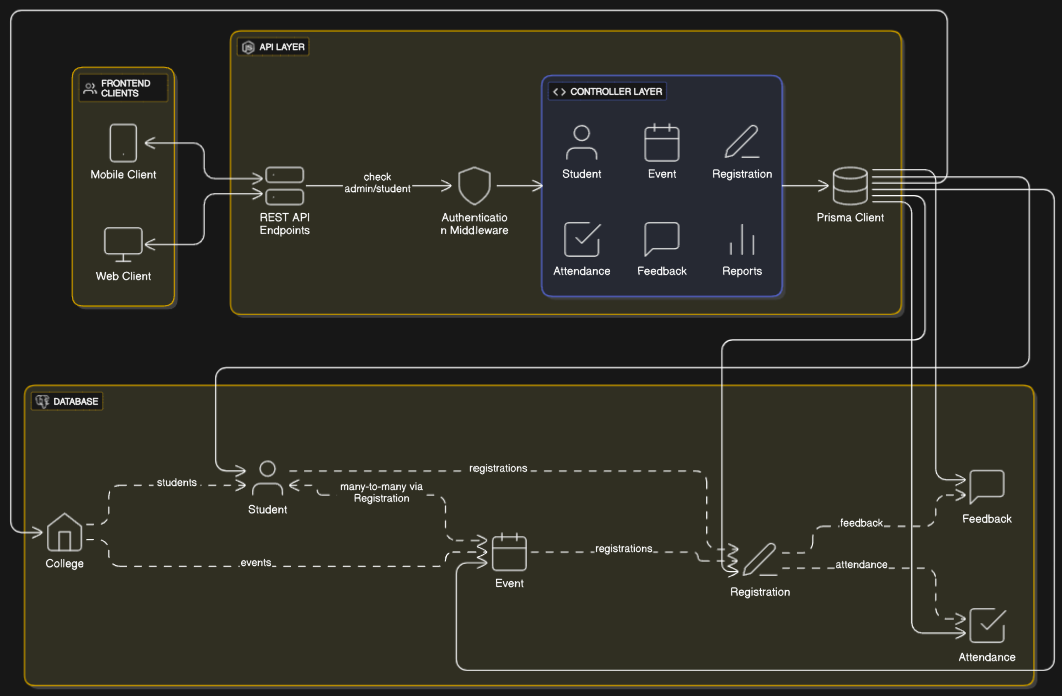 API LAYER
FRONTEND
CLIENTS
CONTROLLER LAYER
Mobile Client
Student
Event
Registration
check
admin/student
REST API
Endpoints
Authenticatio
n Middleware
Prisma Client
Web Client
Attendance
Feedback
Reports
DATABASE
registrations
students
many-to-many via
Registration
Student
feedback
Feedback
College
events
registrations
Event
attendance
Registration
Attendance